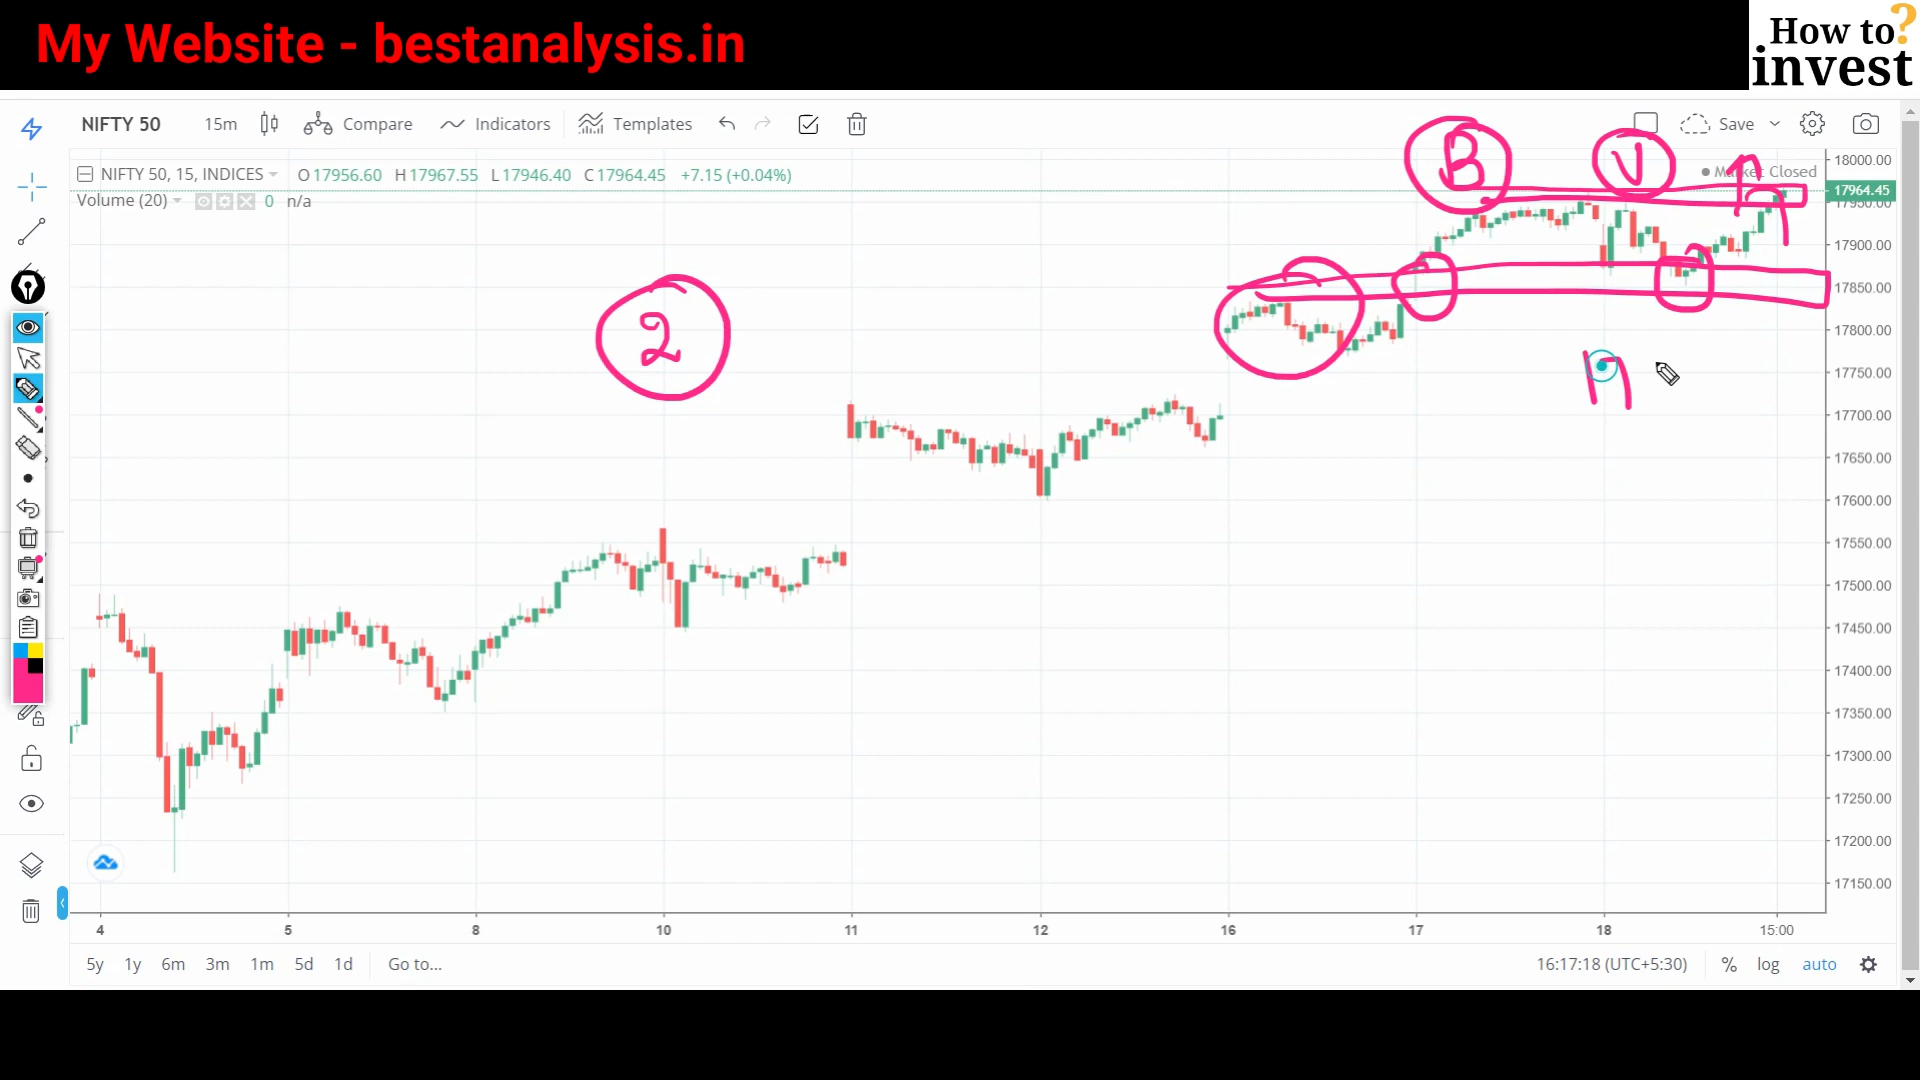 My Website - bestanalysis.in
How to?
invest
NIFTY 50 15m Compare Indicators Templates Save
NIFTY 50, 15, INDICES O17956.60 H17967.55 L17946.40 C17964.45 +7.15 (+0.04%)
Market Closed
Volume (20) 0 n/a
B
V
2
18000.00
17964.45
17950.00
17900.00
17850.00
17800.00
17750.00
17700.00
17650.00
17600.00
17550.00
17500.00
17450.00
17400.00
17350.00
17300.00
17250.00
17200.00
17150.00
4 5 8 10 11 12 16 17 18 15:00
5y 1y 6m 3m 1m 5d 1d Go to... 16:17:18 (UTC+5:30) % log auto